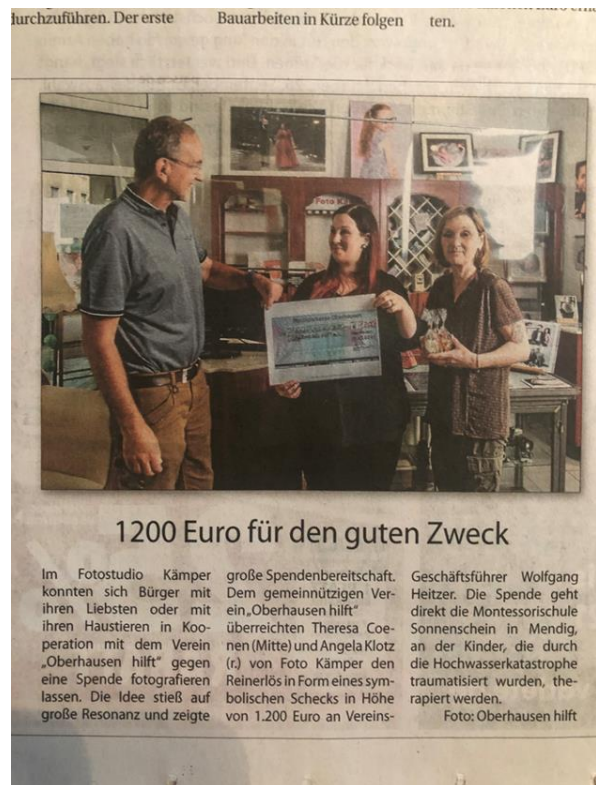 durchzuführen. Der erste
Bauarbeiten in Kürze folgen
ten.
Foto K
1200 Euro für den guten Zweck
Im Fotostudio Kämper
konnten sich Bürger mit
ihren Liebsten oder mit
ihren Haustieren in Koo-
peration mit dem Verein
„Oberhausen hilft" gegen
eine Spende fotografieren
lassen. Die Idee stieß auf
große Resonanz und zeigte
große Spendenbereitschaft.
Dem gemeinnützigen Ver-
ein„Oberhausen hilft"
überreichten Theresa Coe-
nen (Mitte) und Angela Klotz
(r.) von Foto Kämper den
Reinerlös in Form eines sym-
bolischen Schecks in Höhe
von 1.200 Euro an Vereins-
Geschäftsführer Wolfgang
Heitzer. Die Spende geht
direkt die Montessorischule
Sonnenschein in Mendig,
an der Kinder, die durch
die Hochwasserkatastrophe
traumatisiert wurden, the-
rapiert werden.
Foto: Oberhausen hilft